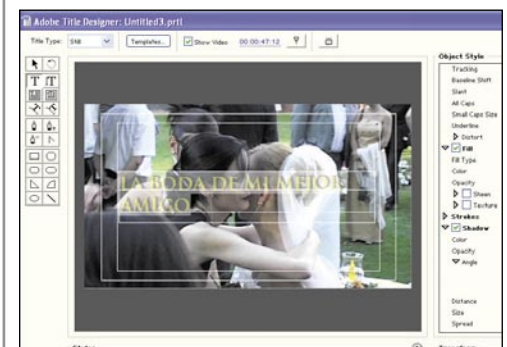 Adobe Title Designer: Untitled3.prtl
Title Type: Still Templates... Show Video 00:00:47:12
Object Style
Tracking
Baseline Shift
Slant
All Caps
Small Caps Size
Underline
Distort
Fill
Fill Type
Color
Opacity
Sheen
Texture
Strokes
Shadow
Color
Opacity
Angle
Distance
Size
Spread
LA BODA DE MI MEJOR
AMIGO